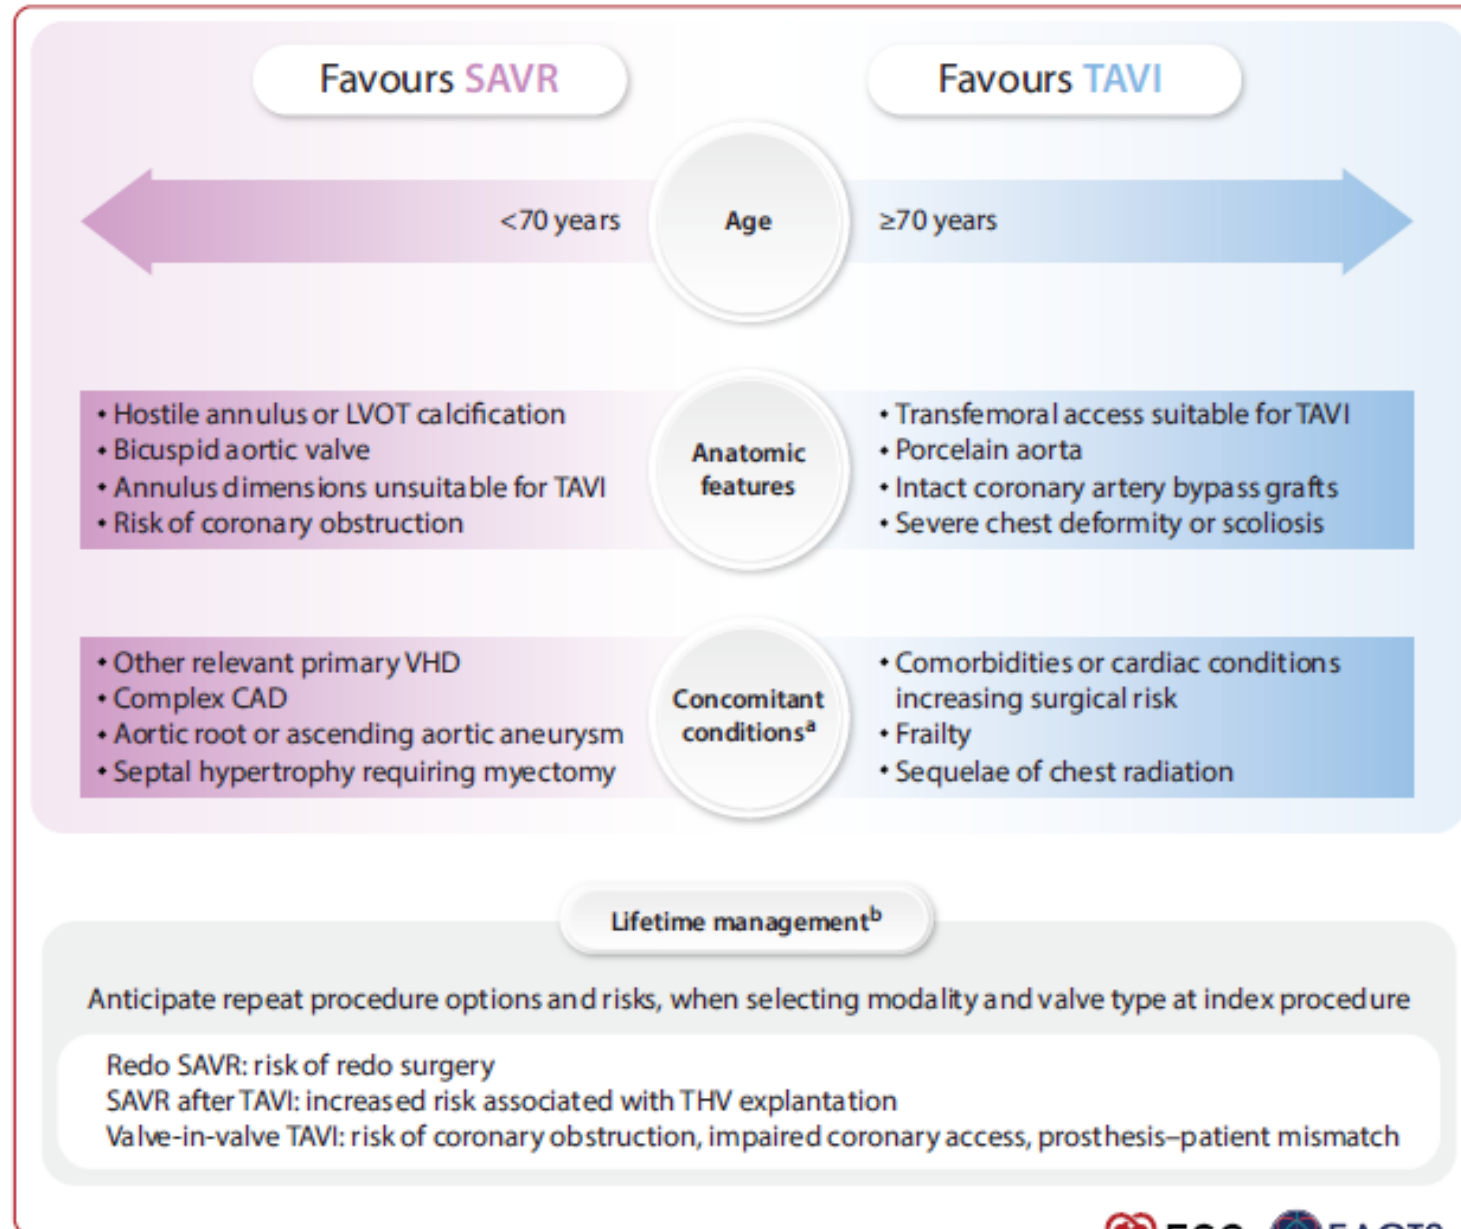 Favours SAVR
Favours TAVI
<70 years
Age
≥70 years
• Hostile annulus or LVOT calcification
• Bicuspid aortic valve
• Annulus dimensions unsuitable for TAVI
• Risk of coronary obstruction
Anatomic
features
• Transfemoral access suitable for TAVI
• Porcelain aorta
• Intact coronary artery bypass grafts
• Severe chest deformity or scoliosis
• Other relevant primary VHD
• Complex CAD
• Aortic root or ascending aortic aneurysm
• Septal hypertrophy requiring myectomy
Concomitant
conditionsᵃ
• Comorbidities or cardiac conditions
increasing surgical risk
• Frailty
• Sequelae of chest radiation
Lifetime managementᵇ
Anticipate repeat procedure options and risks, when selecting modality and valve type at index procedure
Redo SAVR: risk of redo surgery
SAVR after TAVI: increased risk associated with THV explantation
Valve-in-valve TAVI: risk of coronary obstruction, impaired coronary access, prosthesis–patient mismatch